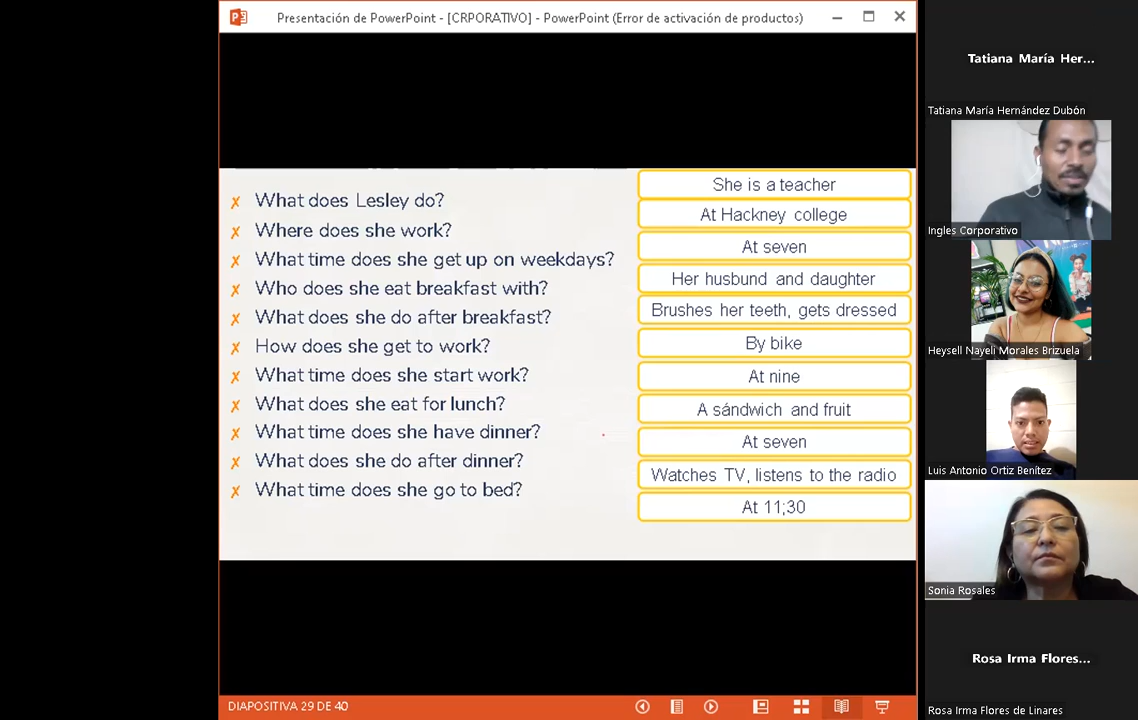 Presentación de PowerPoint - [CRPORATIVO] - PowerPoint (Error de activación de productos)
What does Lesley do?
She is a teacher
Where does she work?
At Hackney college
What time does she get up on weekdays?
At seven
Who does she eat breakfast with?
Her husbund and daughter
What does she do after breakfast?
Brushes her teeth, gets dressed
How does she get to work?
By bike
What time does she start work?
At nine
What does she eat for lunch?
A sándwich and fruit
What time does she have dinner?
At seven
What does she do after dinner?
Watches TV, listens to the radio
What time does she go to bed?
At 11;30
DIAPOSITIVA 29 DE 40
Tatiana María Her...
Tatiana María Hernández Dubón
Ingles Corporativo
Heysell Nayeli Morales Brizuela
Luis Antonio Ortiz Benítez
Sonia Rosales
Rosa Irma Flores...
Rosa Irma Flores de Linares